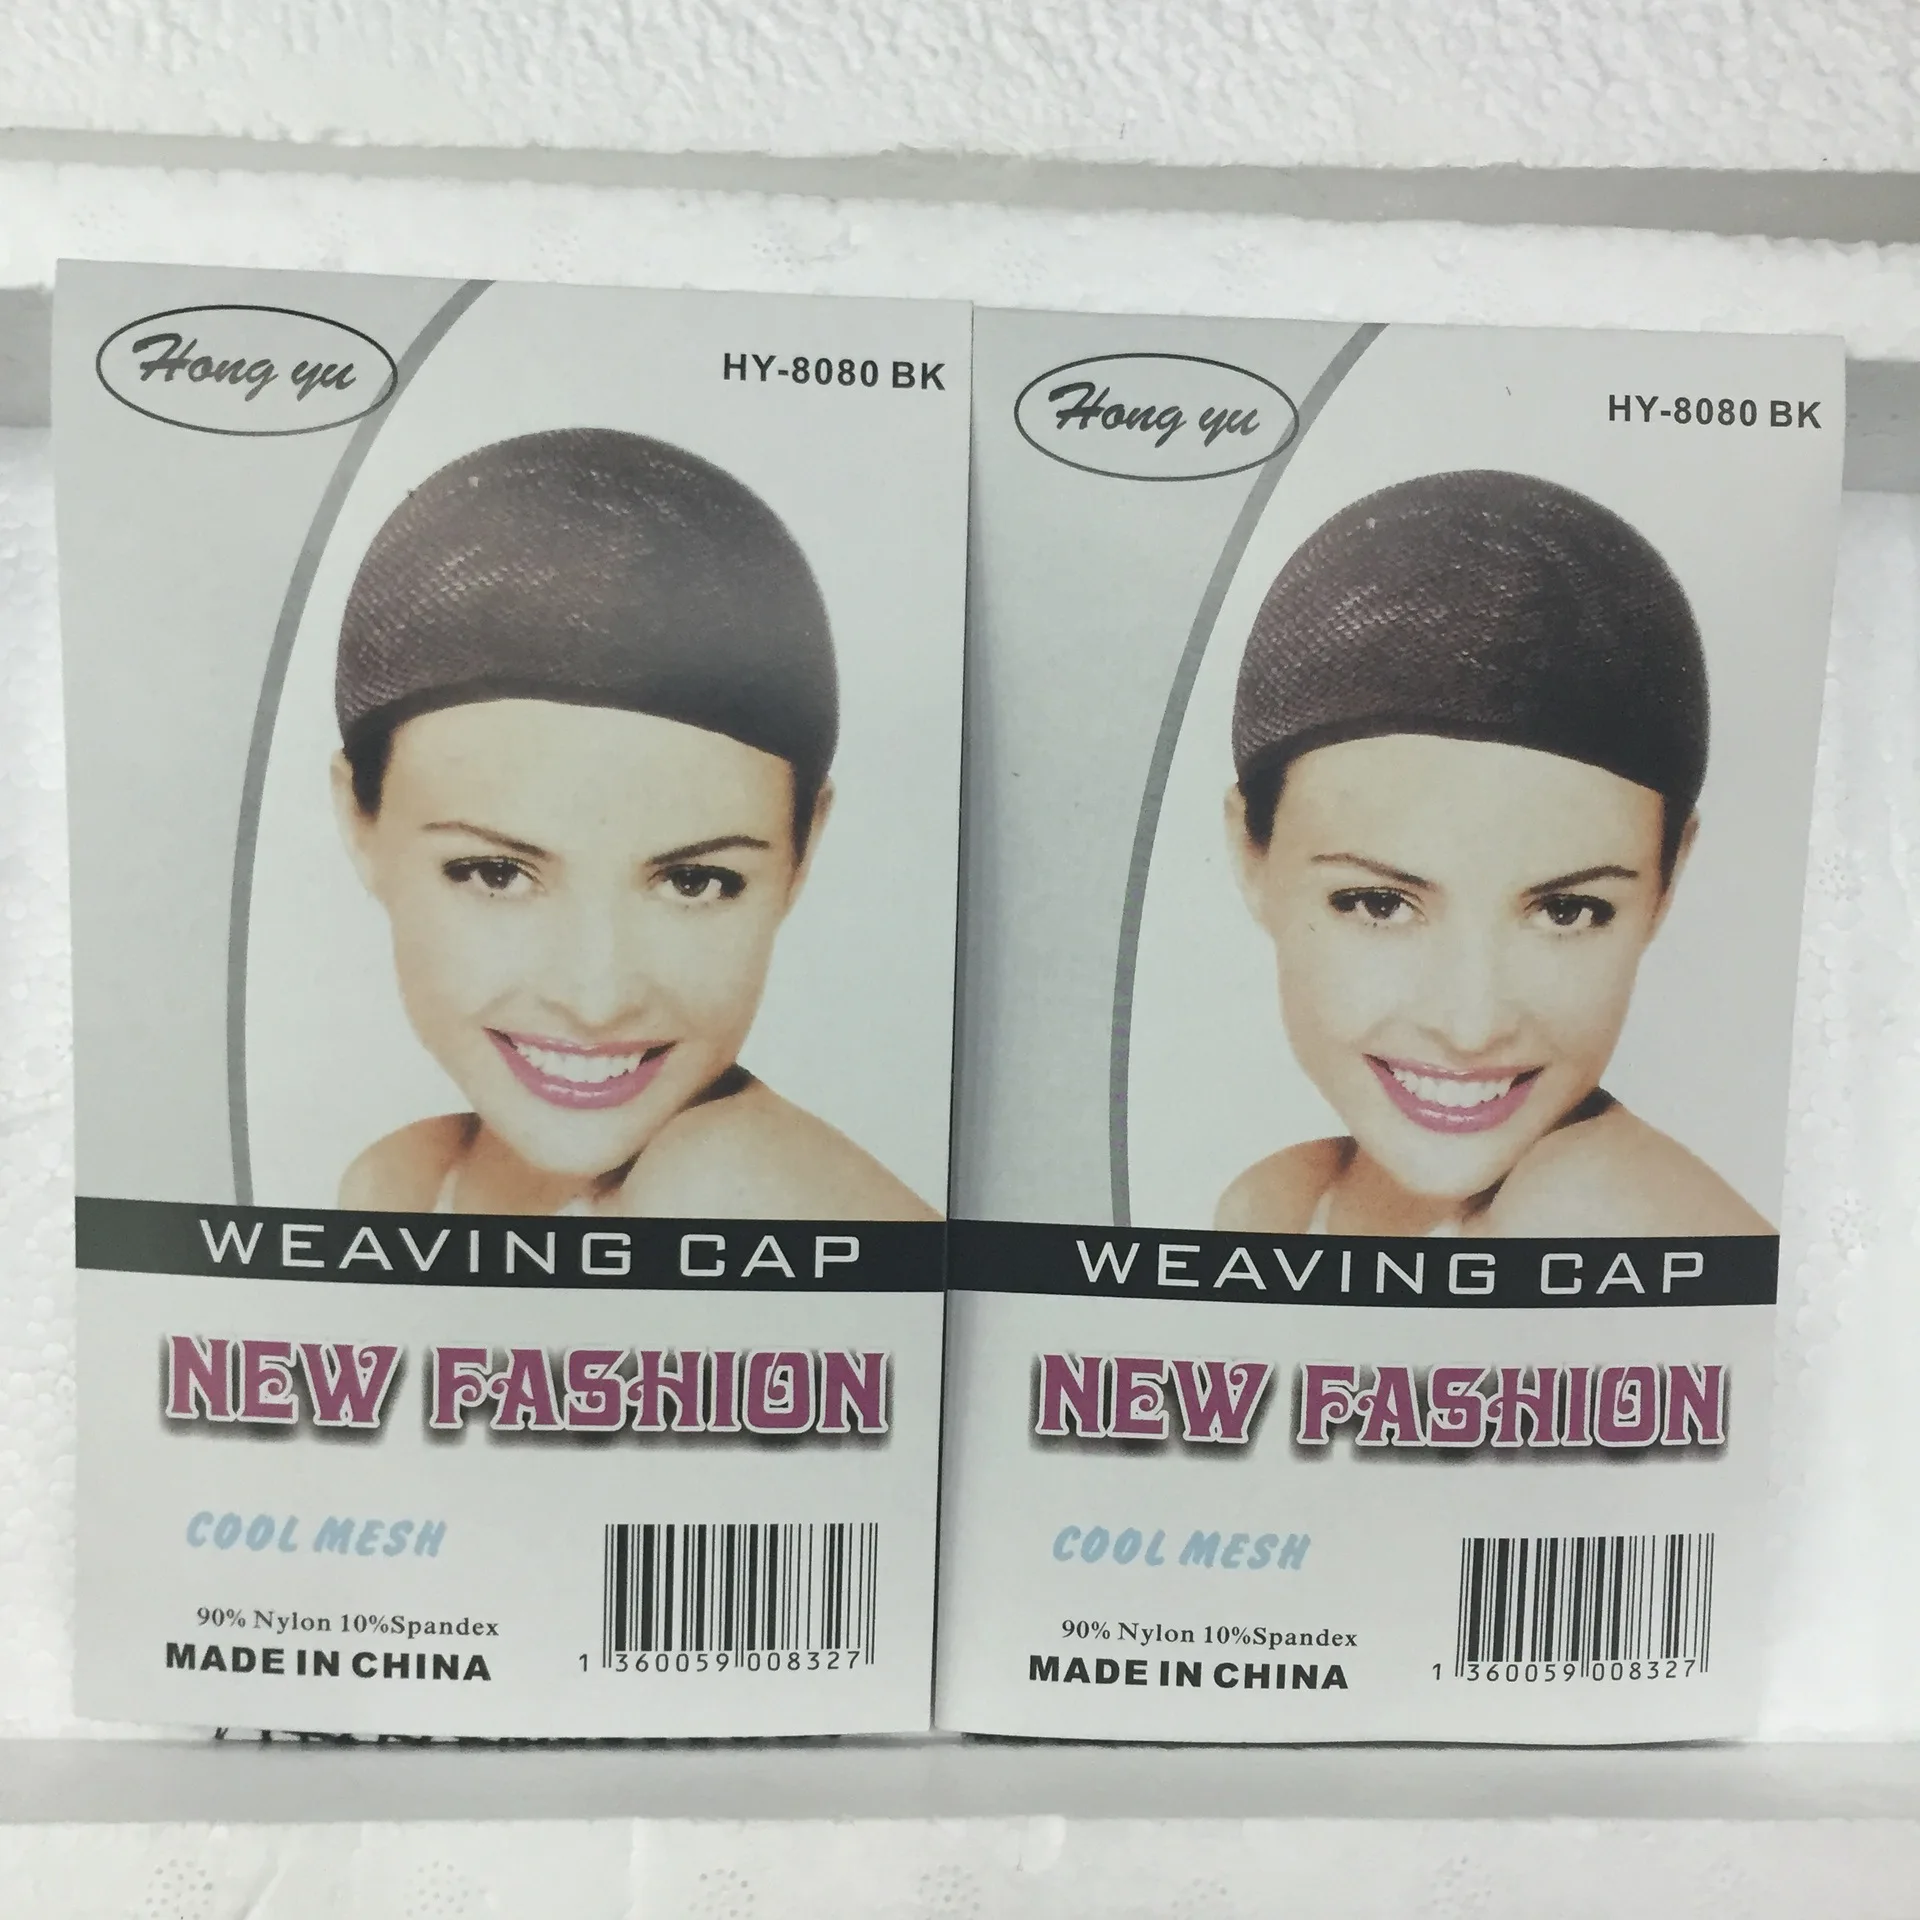 Hong yu
HY-8080 BK
WEAVING CAP
NEW FASHION
COOL MESH
90% Nylon 10%Spandex
MADE IN CHINA
1 360059 008327
Hong yu
HY-8080 BK
WEAVING CAP
NEW FASHION
COOL MESH
90% Nylon 10%Spandex
MADE IN CHINA
1 360059 008327